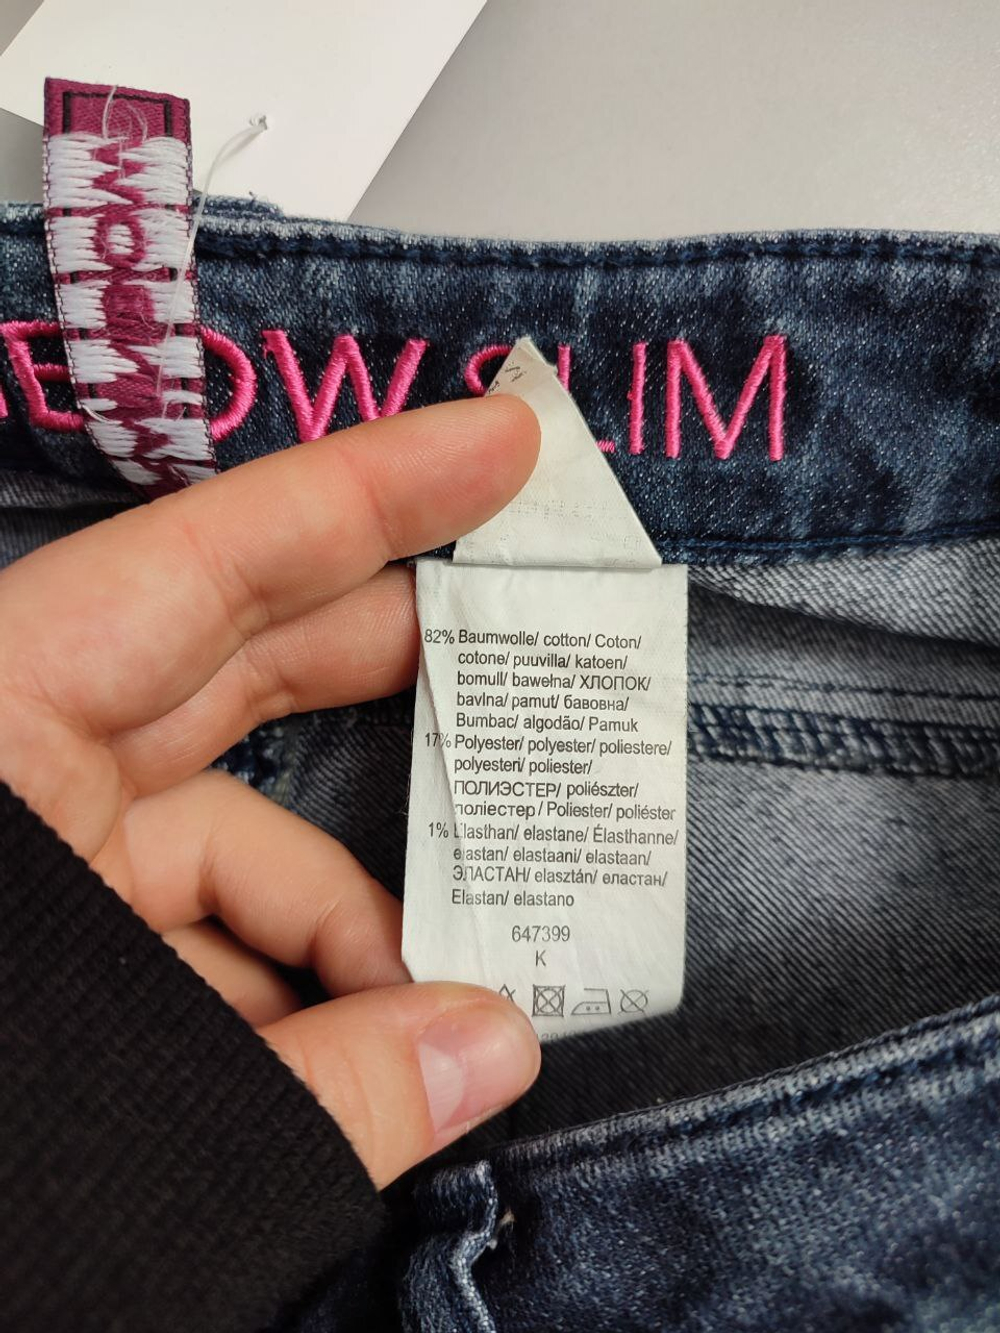 OW SLIM
82% Baumwolle/ cotton/ Coton/
cotone/ puuvilla/ katoen/
bomull/ bawełna/ ХЛОПОК/
bavlna/ pamut/ бавовна/
Bumbac/ algodão/ Pamuk
17% Polyester/ polyester/ poliestere/
polyesteri/ poliester/
ПОЛИЭСТЕР/ poliészter/
поліестер/ Poliester/ poliéster
1% Elasthan/ elastane/ Élasthanne/
elastan/ elastaani/ elastaan/
ЭЛАСТАН/ elasztán/ еластан/
Elastan/ elastano
647399
K